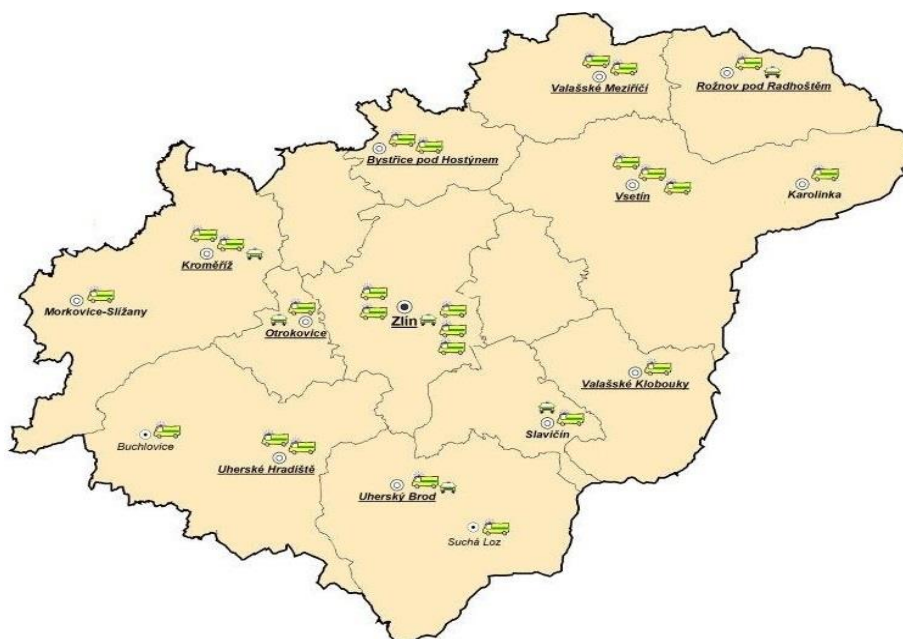 Valašské Meziříčí
Rožnov pod Radhoštěm
Bystřice pod Hostýnem
Vsetín
Karolinka
Kroměříž
Morkovice-Slížany
Otrokovice
Zlín
Valašské Klobouky
Slavičín
Buchlovice
Uherské Hradiště
Uherský Brod
Suchá Loz